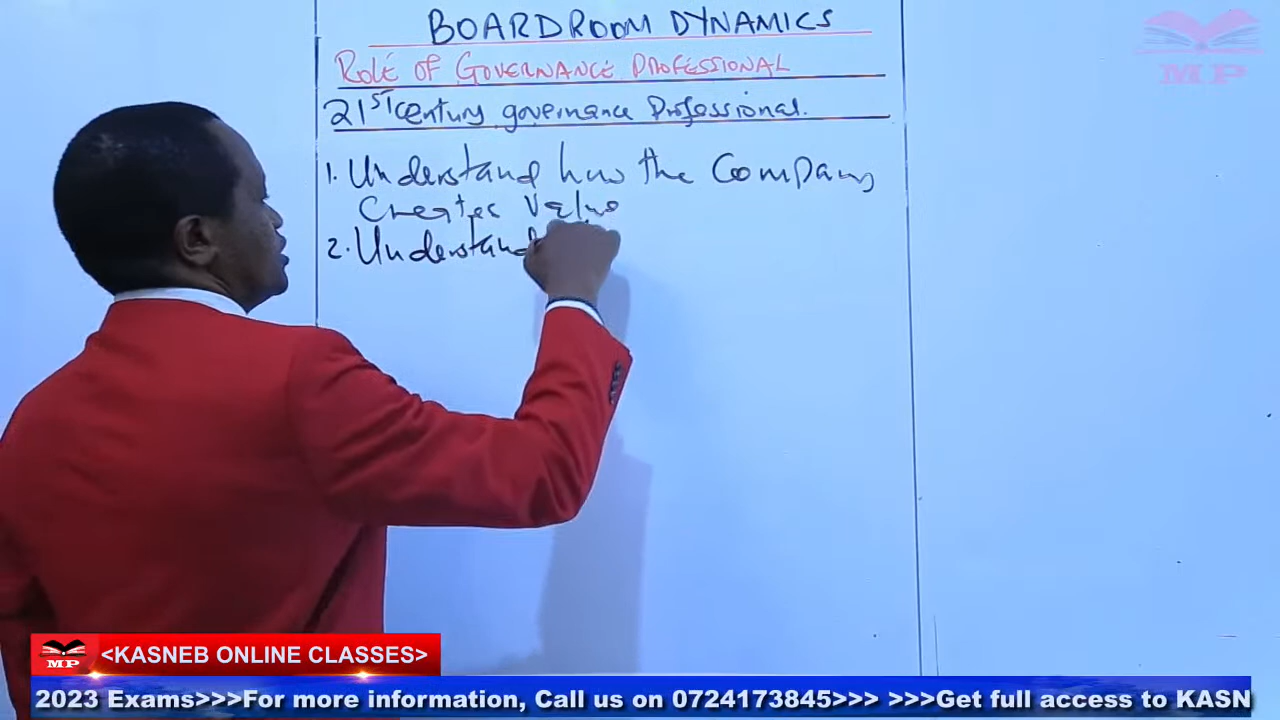 BOARDROOM DYNAMICS
ROLE OF GOVERNANCE PROFESSIONAL
21ST century governance Professional.
1. Understand how the Company
Creates Value
2. Understand
MP
<KASNEB ONLINE CLASSES>
MP
2023 Exams>>>For more information, Call us on 0724173845>>> >>>Get full access to KASN